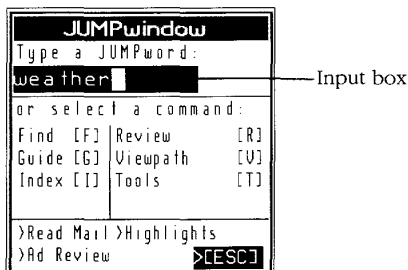 JUMPwindow
Type a JUMPword:
weather
Input box
or select a command:
Find [F] Review [R]
Guide [G] Viewpath [V]
Index [I] Tools [T]
>Read Mail >Highlights
>Ad Review >[ESC]